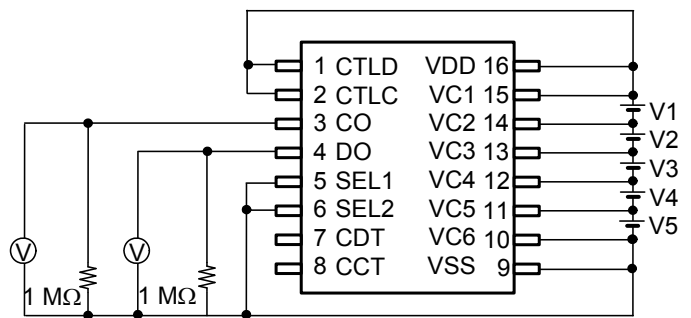 1 CTLD VDD 16
2 CTLC VC1 15
3 CO VC2 14
4 DO VC3 13
5 SEL1 VC4 12
6 SEL2 VC5 11
7 CDT VC6 10
8 CCT VSS 9
V1
V2
V3
V4
V5
V
V
1 MΩ
1 MΩ